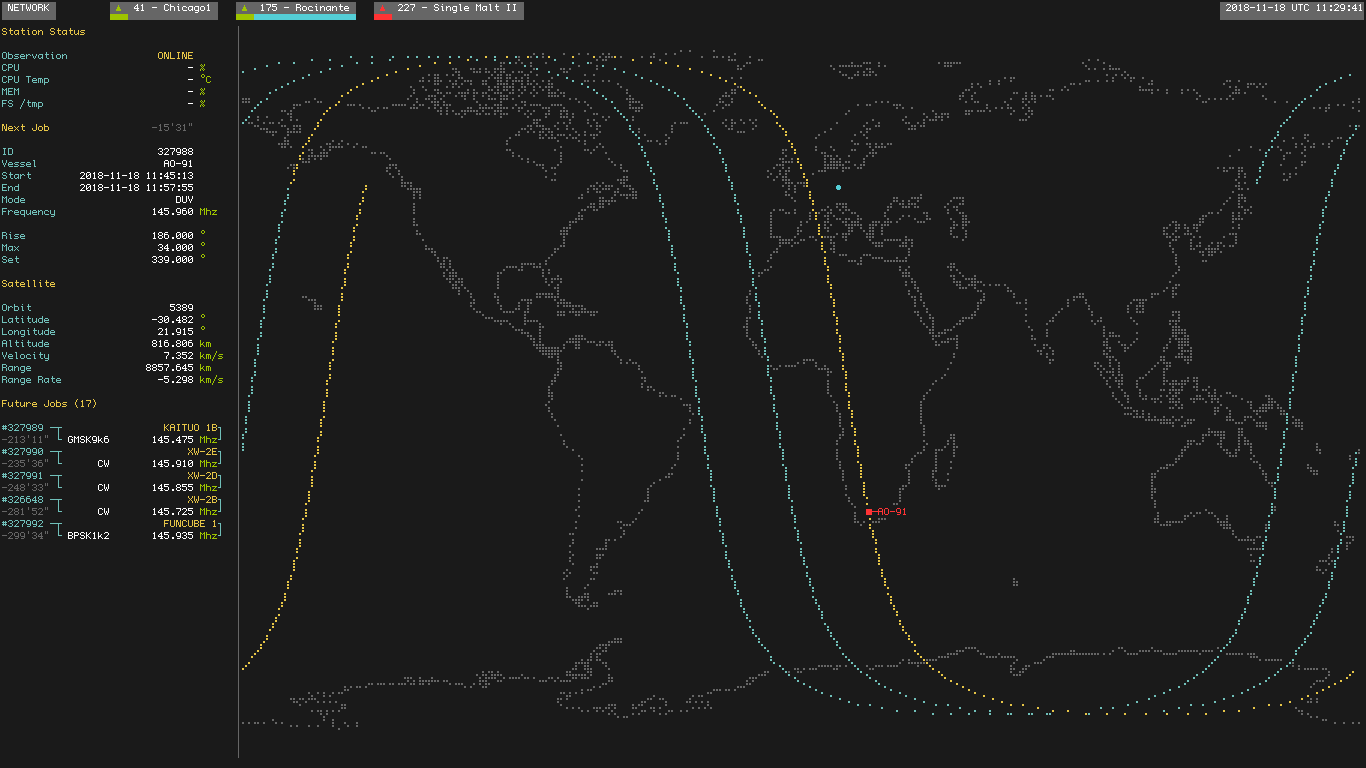 NETWORK ▲ 41 - Chicago1 ▲ 175 - Rocinante ▲ 227 - Single Malt II 2018-11-18 UTC 11:29:41
Station Status
Observation ONLINE
CPU - %
CPU Temp - °C
MEM - %
FS /tmp - %
Next Job -15'31"
ID 327988
Vessel AO-91
Start 2018-11-18 11:45:13
End 2018-11-18 11:57:55
Mode DUV
Frequency 145.960 Mhz
Rise 186.000 °
Max 34.000 °
Set 339.000 °
Satellite
Orbit 5389
Latitude -30.482 °
Longitude 21.915 °
Altitude 816.806 km
Velocity 7.352 km/s
Range 8857.645 km
Range Rate -5.298 km/s
Future Jobs (17)
#327989 KAITUO 1B
-213'11" GMSK9k6 145.475 Mhz
#327990 XW-2E
-235'36" CW 145.910 Mhz
#327991 XW-2D
-248'33" CW 145.855 Mhz
#326648 XW-2B
-281'52" CW 145.725 Mhz
#327992 FUNCUBE 1
-299'34" BPSK1k2 145.935 Mhz
AO-91